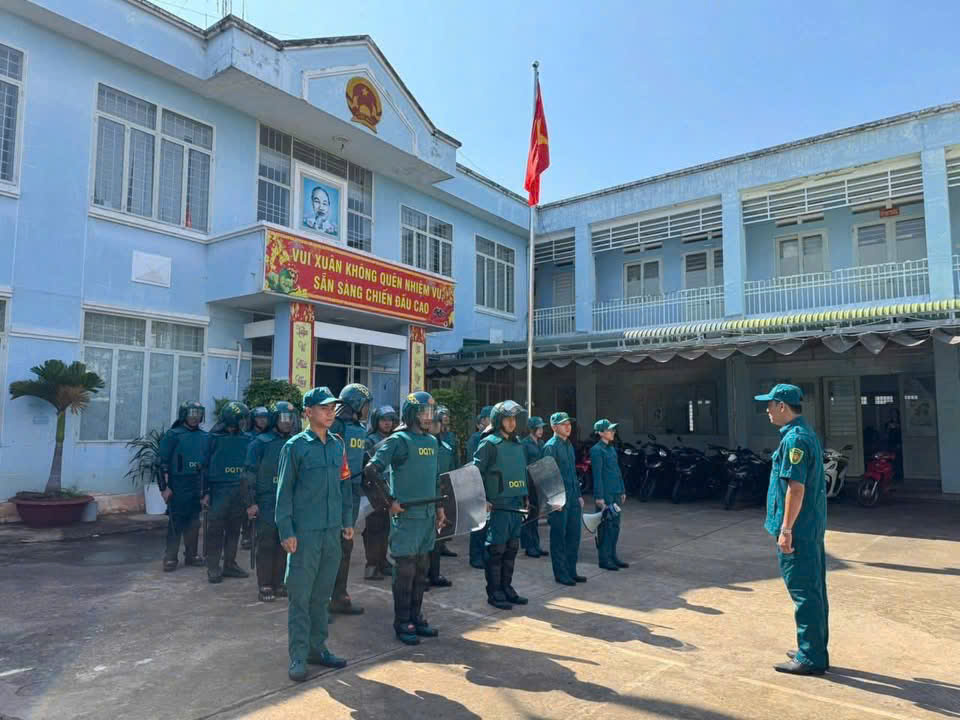 VUI XUÂN KHÔNG QUÊN NHIỆM VỤ
SẴN SÀNG CHIẾN ĐẤU CAO
DQTV
DQTV
DQTV